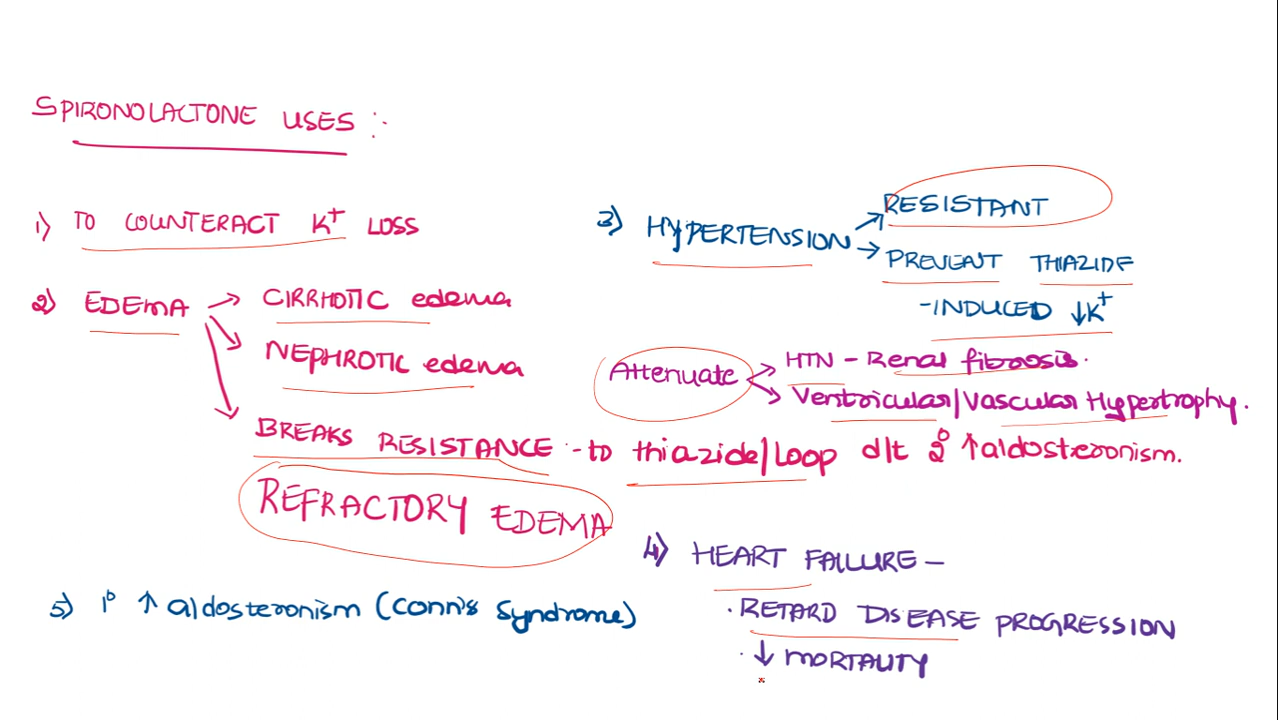 SPIRONOLACTONE USES :-
1) TO COUNTERACT K+ LOSS
2) EDEMA → CIRRHOTIC edema
→ NEPHROTIC edema
→ BREAKS RESISTANCE - to thiazide/Loop d/t 2° ↑aldosteronism.
REFRACTORY EDEMA
3) HYPERTENSION → RESISTANT
→ PREVENT THIAZIDE
-INDUCED ↓K+
Attenuate → HTN - Renal fibrosis.
→ Ventricular/Vascular Hypertrophy.
4) HEART FAILURE -
. RETARD DISEASE PROGRESSION
. ↓ MORTALITY
5) 1° ↑ aldosteronism (Conn's Syndrome)